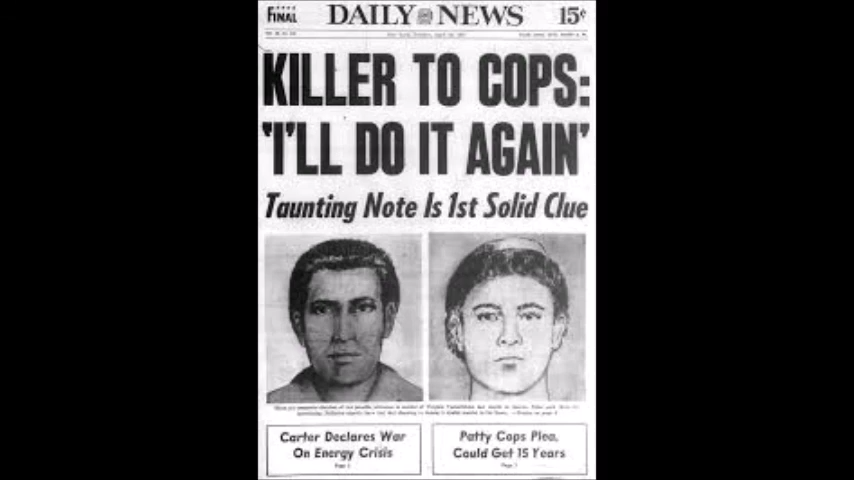 FINAL
DAILY NEWS
15¢
KILLER TO COPS:
'I'LL DO IT AGAIN'
Taunting Note Is 1st Solid Clue
Carter Declares War
On Energy Crisis
Patty Cops Plea,
Could Get 15 Years